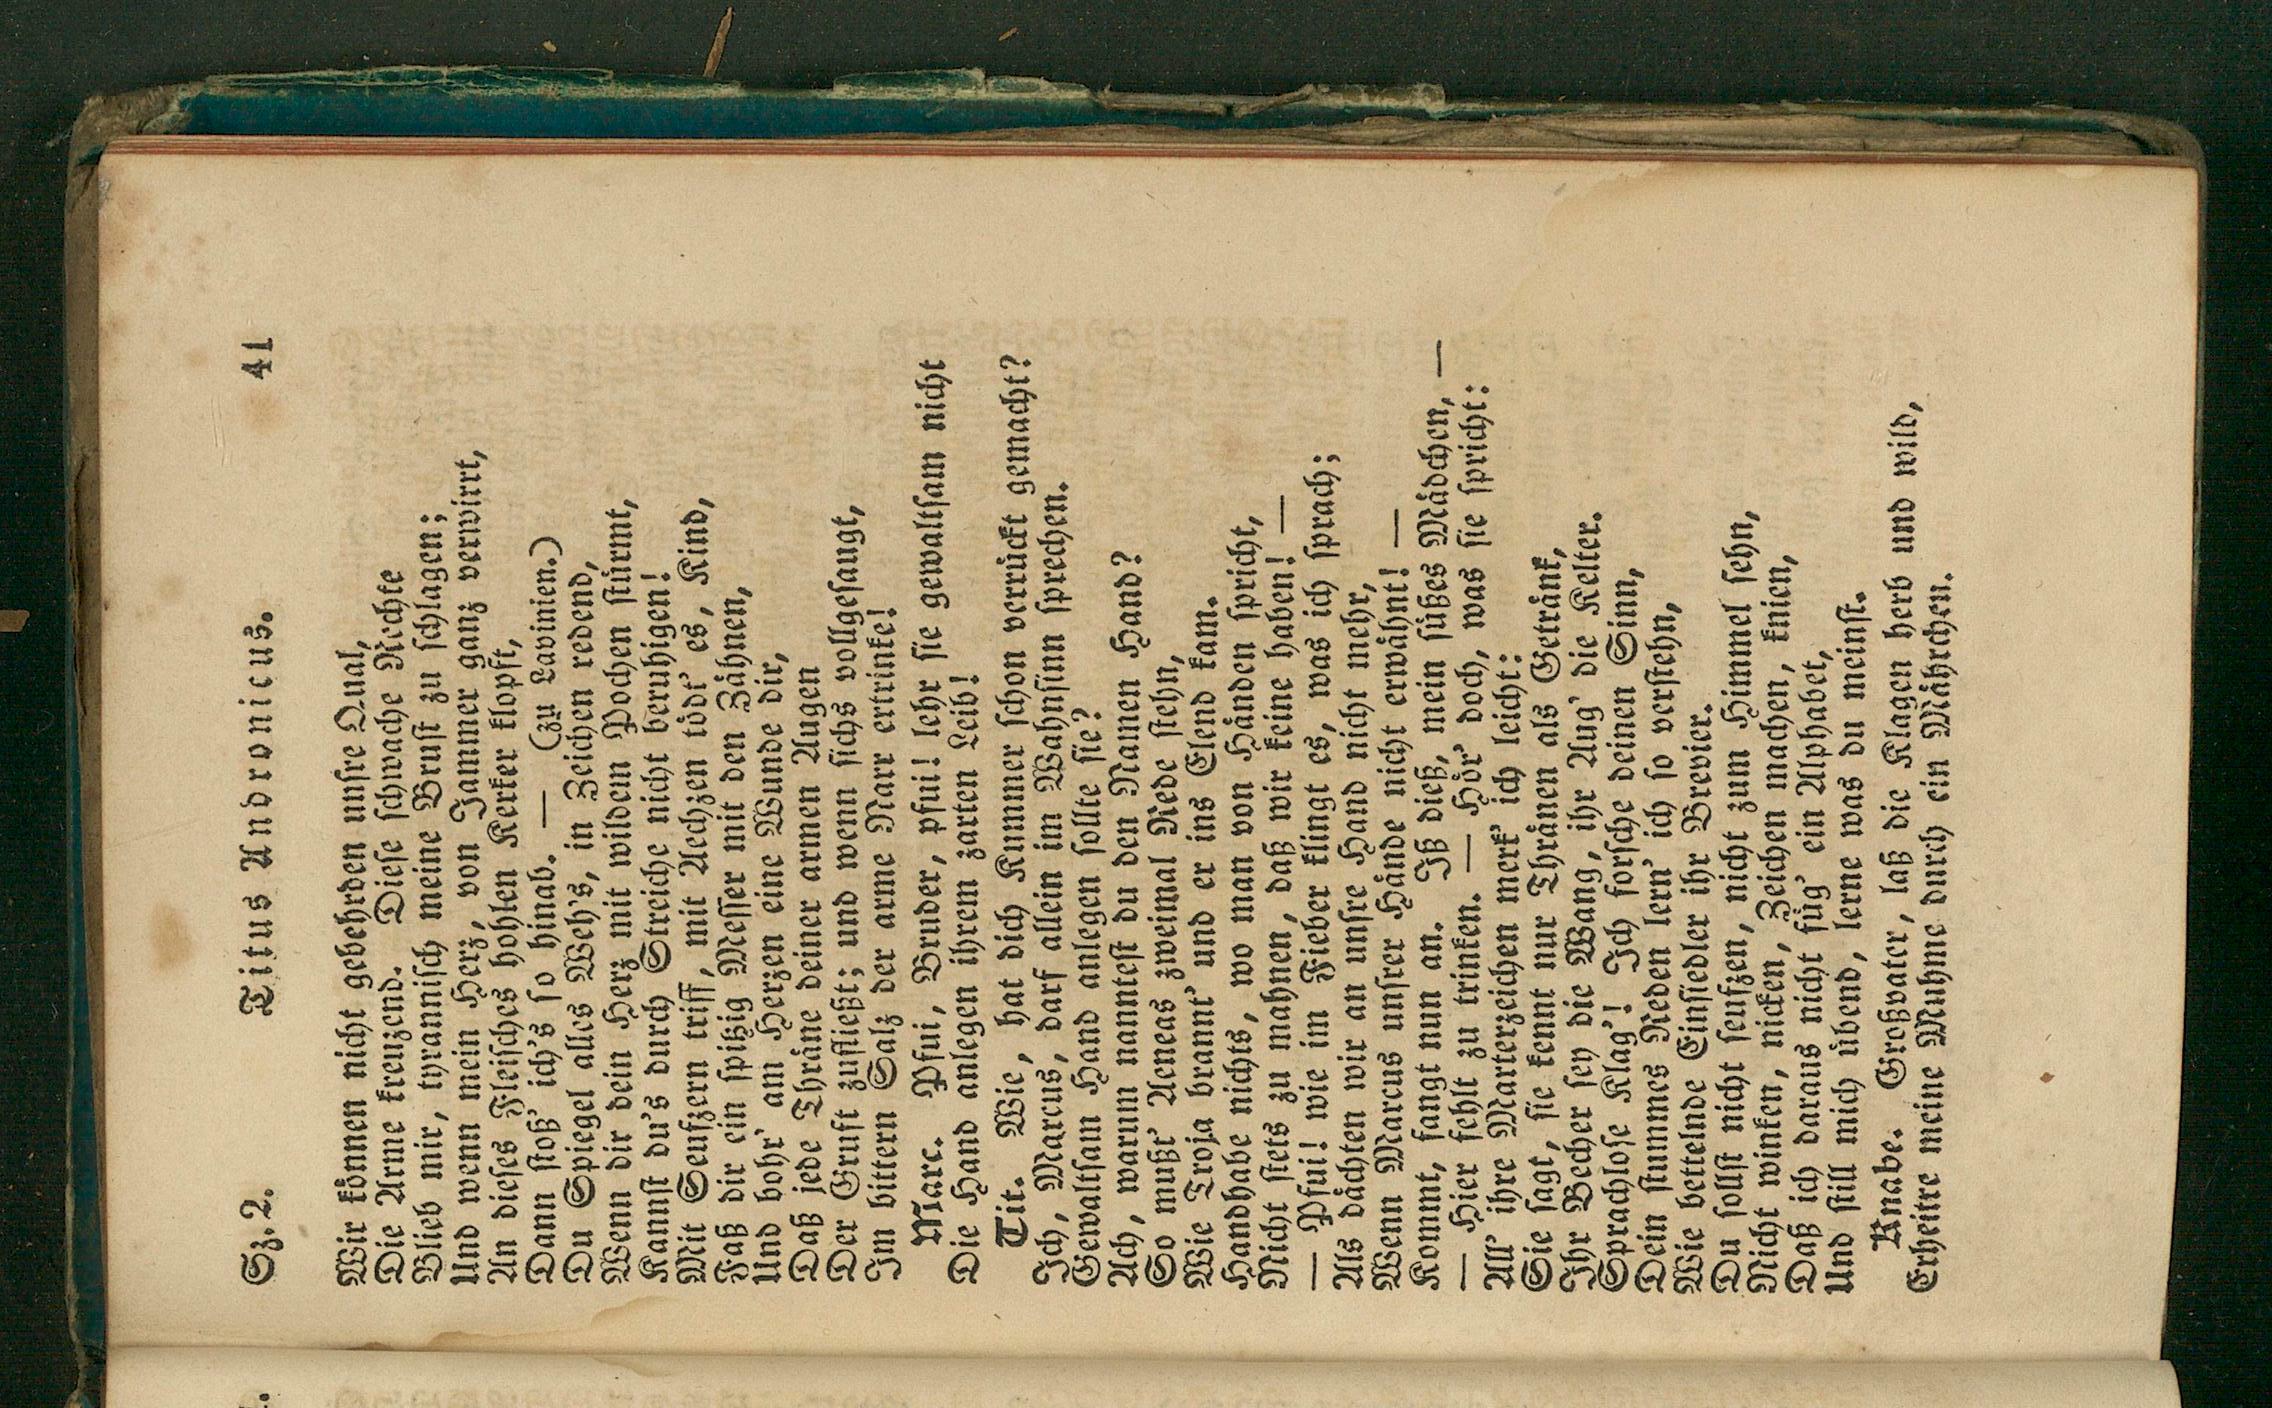 Sz. 2. Titus Andronicus. 41
Wir können nicht gebehrden unsre Qual,
Die Arme kreuzend. Diese schwache Rechte
Blieb mir, tyrannisch meine Brust zu schlagen;
Und wenn mein Herz, von Jammer ganz verwirrt,
An dieses Fleisches hohlen Kerker klopft,
Dann stoß' ich's so hinab. — (zu Lavinien.)
Du Spiegel alles Weh's, in Zeichen redend,
Wenn dir dein Herz mit wildem Pochen stürmt,
Kannst du's durch Streiche nicht beruhigen!
Mit Seufzern triff, mit Aechzen tödt' es, Kind,
Faß dir ein spitzig Messer mit den Zähnen,
Und bohr' am Herzen eine Wunde dir,
Daß jede Thräne deiner armen Augen
Der Gruft zufließt; und wenn sichs vollgesaugt,
Im bittern Salz der arme Narr ertrinke!
Marc. Pfui, Bruder, pfui! lehr sie gewaltsam nicht
Die Hand anlegen ihrem zarten Leib!
Tit. Wie, hat dich Kummer schon verrückt gemacht?
Ich, Marcus, darf allein im Wahnsinn sprechen.
Gewaltsam Hand anlegen sollte sie?
Ach, warum nanntest du den Namen Hand?
So mußt' Aeneas zweimal Rede stehn,
Wie Troja brannt' und er ins Elend kam.
Handhabe nichts, wo man von Händen spricht,
Nicht stets zu mahnen, daß wir keine haben! —
— Pfui! wie im Fieber klingt es, was ich sprach;
Als dächten wir an unsre Hand nicht mehr,
Wenn Marcus unsrer Hände nicht erwähnt! —
Kommt, fangt nun an. Iß dieß, mein süßes Mädchen, —
— Hier fehlt zu trinken. — Hör' doch, was sie spricht:
All' ihre Marterzeichen merk' ich leicht:
Sie sagt, sie kennt nur Thränen als Getränk,
Ihr Becher sey die Wang, ihr Aug' die Kelter.
Sprachlose Klag'! Ich forsche deinen Sinn,
Dein stummes Reden lern' ich so verstehn,
Wie bettelnde Einsiedler ihr Brevier.
Du sollst nicht seufzen, nicht zum Himmel sehn,
Nicht winken, nicken, Zeichen machen, knien,
Daß ich daraus nicht füg' ein Alphabet,
Und still mich übend, lerne was du meinst.
Knabe. Großvater, laß die Klagen herb und wild,
Erheitre meine Muhme durch ein Mährchen.